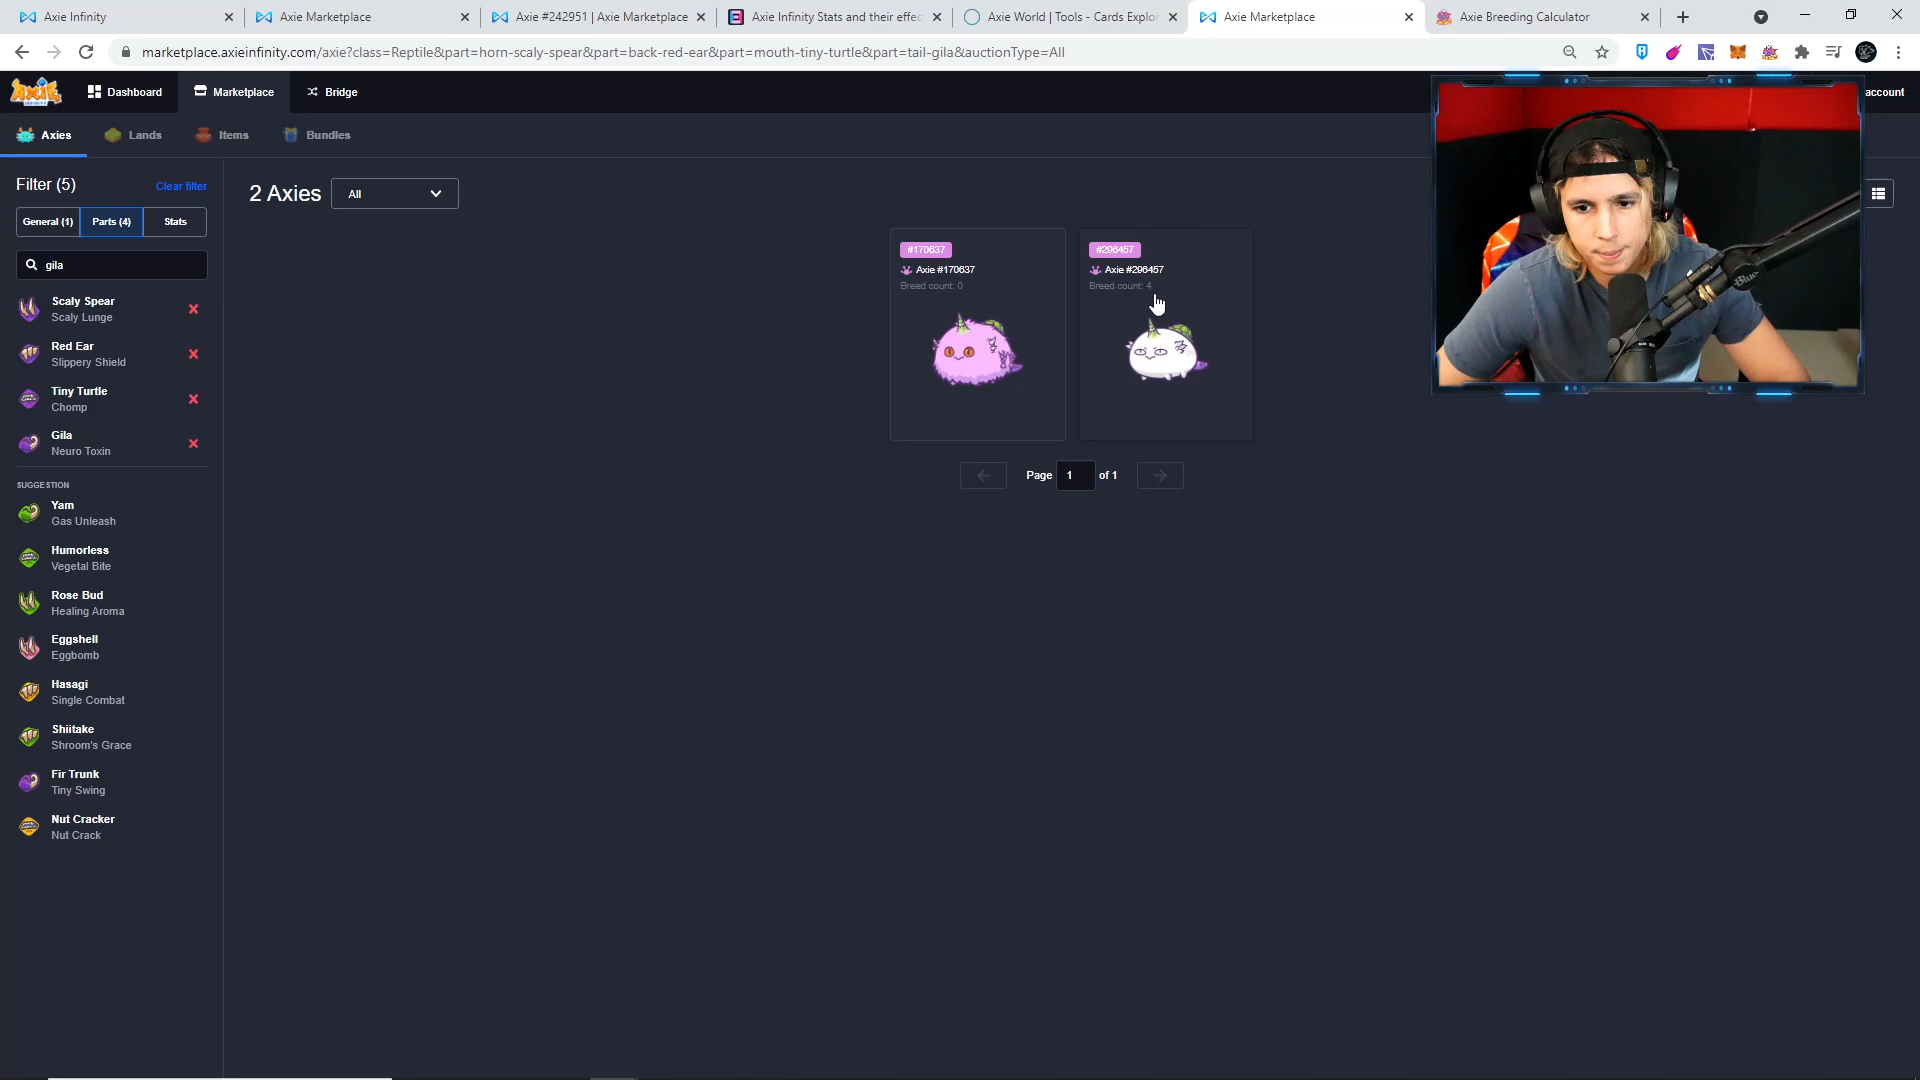 Axie Infinity
Axie Marketplace
Axie #242951 | Axie Marketplace
Axie Infinity Stats and their effec
Axie World | Tools - Cards Explor
Axie Marketplace
Axie Breeding Calculator
marketplace.axieinfinity.com/axie?class=Reptile&part=horn-scaly-spear&part=back-red-ear&part=mouth-tiny-turtle&part=tail-gila&auctionType=All
AXIE
Dashboard
Marketplace
Bridge
account
Axies
Lands
Items
Bundles
Filter (5)
Clear filter
General (1)
Parts (4)
Stats
gila
Scaly Spear
Scaly Lunge
Red Ear
Slippery Shield
Tiny Turtle
Chomp
Gila
Neuro Toxin
SUGGESTION
Yam
Gas Unleash
Humorless
Vegetal Bite
Rose Bud
Healing Aroma
Eggshell
Eggbomb
Hasagi
Single Combat
Shiitake
Shroom's Grace
Fir Trunk
Tiny Swing
Nut Cracker
Nut Crack
2 Axies
All
#170637
Axie #170637
Breed count: 0
#296457
Axie #296457
Breed count: 4
Page 1 of 1
Blue